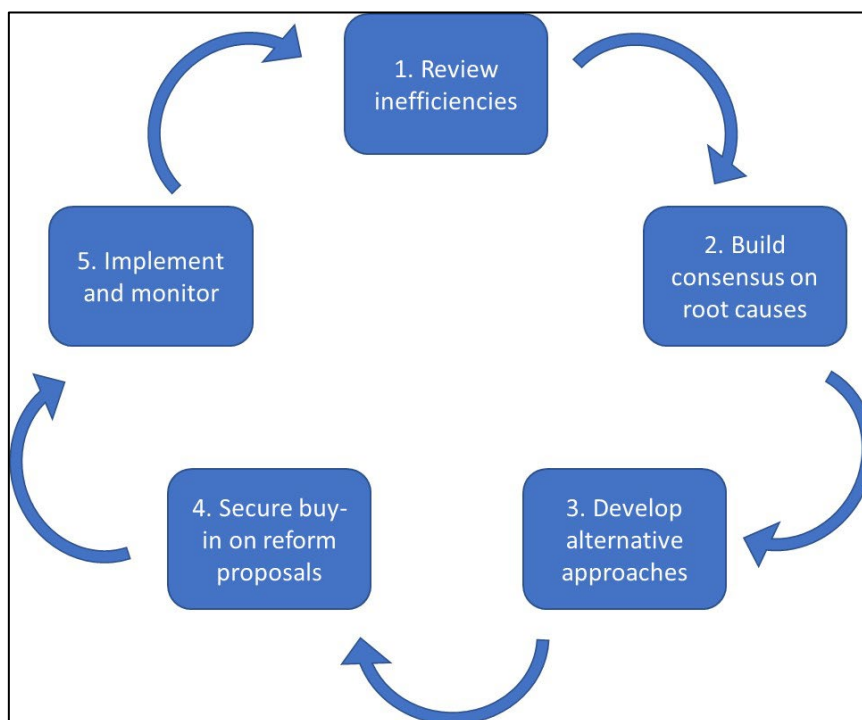 1. Review
inefficiencies
2. Build
consensus on
root causes
3. Develop
alternative
approaches
4. Secure buy-
in on reform
proposals
5. Implement
and monitor